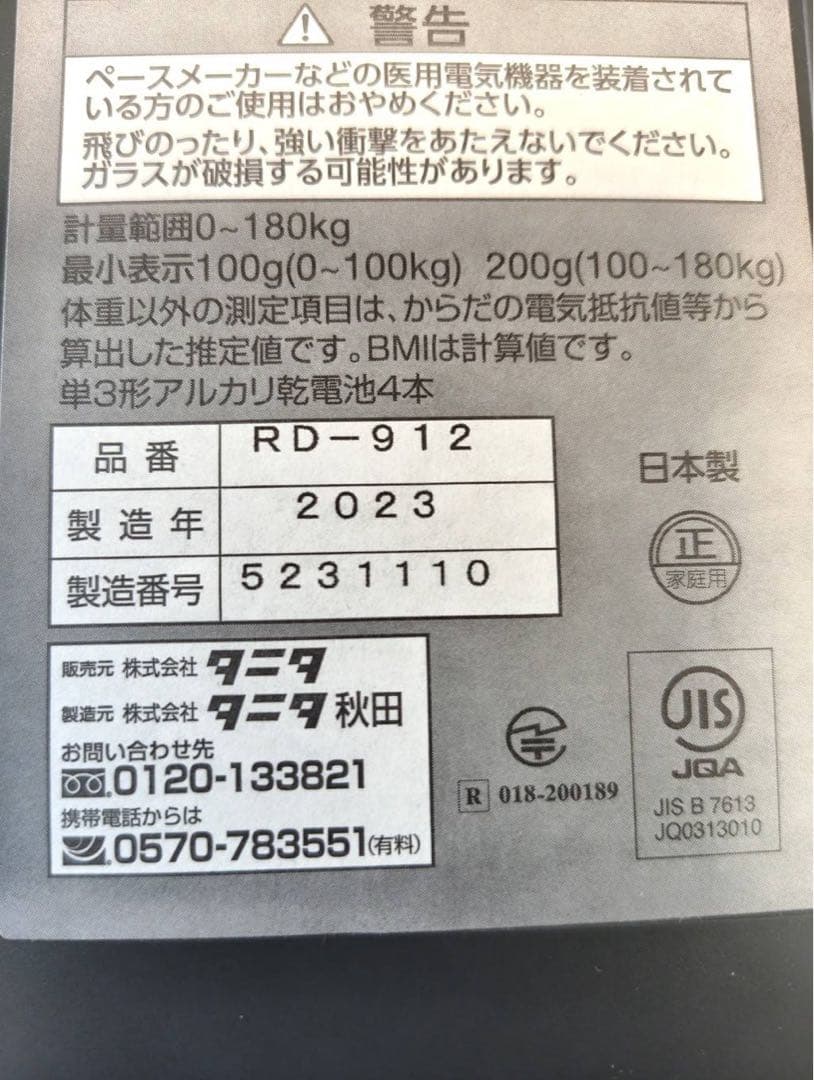 警告
ペースメーカーなどの医用電気機器を装着されて
いる方のご使用はおやめください。
飛びのったり、強い衝撃をあたえないでください。
ガラスが破損する可能性があります。
計量範囲0~180kg
最小表示100g(0~100kg) 200g(100~180kg)
体重以外の測定項目は、からだの電気抵抗値等から
算出した推定値です。BMIは計算値です。
単3形アルカリ乾電池4本
品番 RD-912
製造年 2023
製造番号 5231110
日本製
正
家庭用
販売元 株式会社 タニタ
製造元 株式会社 タニタ秋田
お問い合わせ先
0120-133821
携帯電話からは
0570-783551(有料)
R 018-200189
JIS
JQA
JIS B 7613
JQ0313010